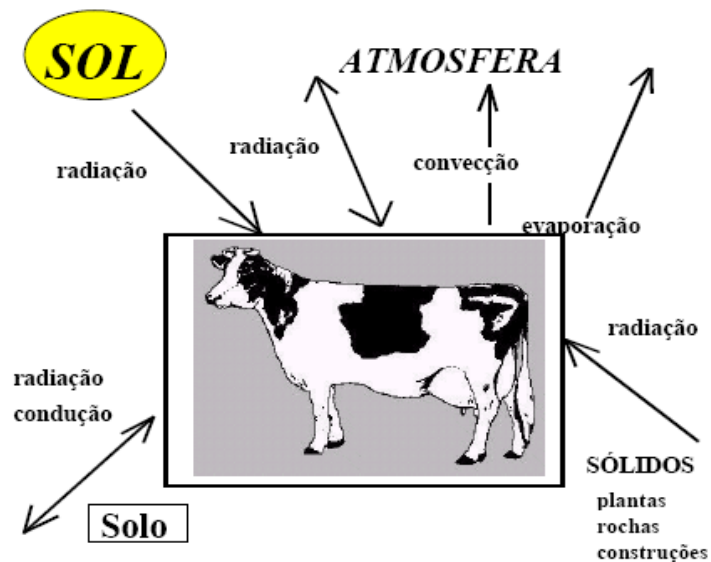 SOL
ATMOSFERA
radiação
radiação
convecção
evaporação
radiação
radiação
condução
Solo
SÓLIDOS
plantas
rochas
construções